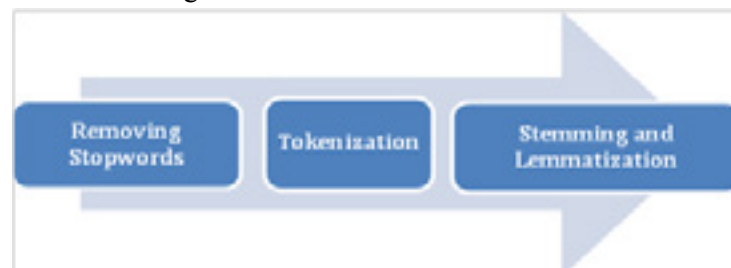 Removing
Stopwords
Tokenization
Stemming and
Lemmatization